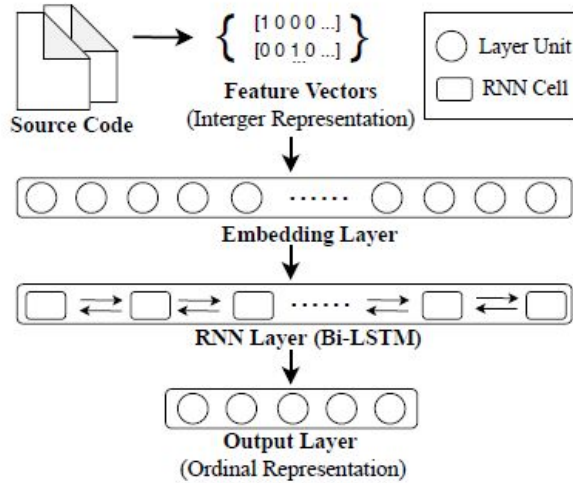 [1 0 0 0 ...]
[0 0 1 0 ...]
...
Source Code
Feature Vectors
(Interger Representation)
Layer Unit
RNN Cell
......
Embedding Layer
......
RNN Layer (Bi-LSTM)
Output Layer
(Ordinal Representation)